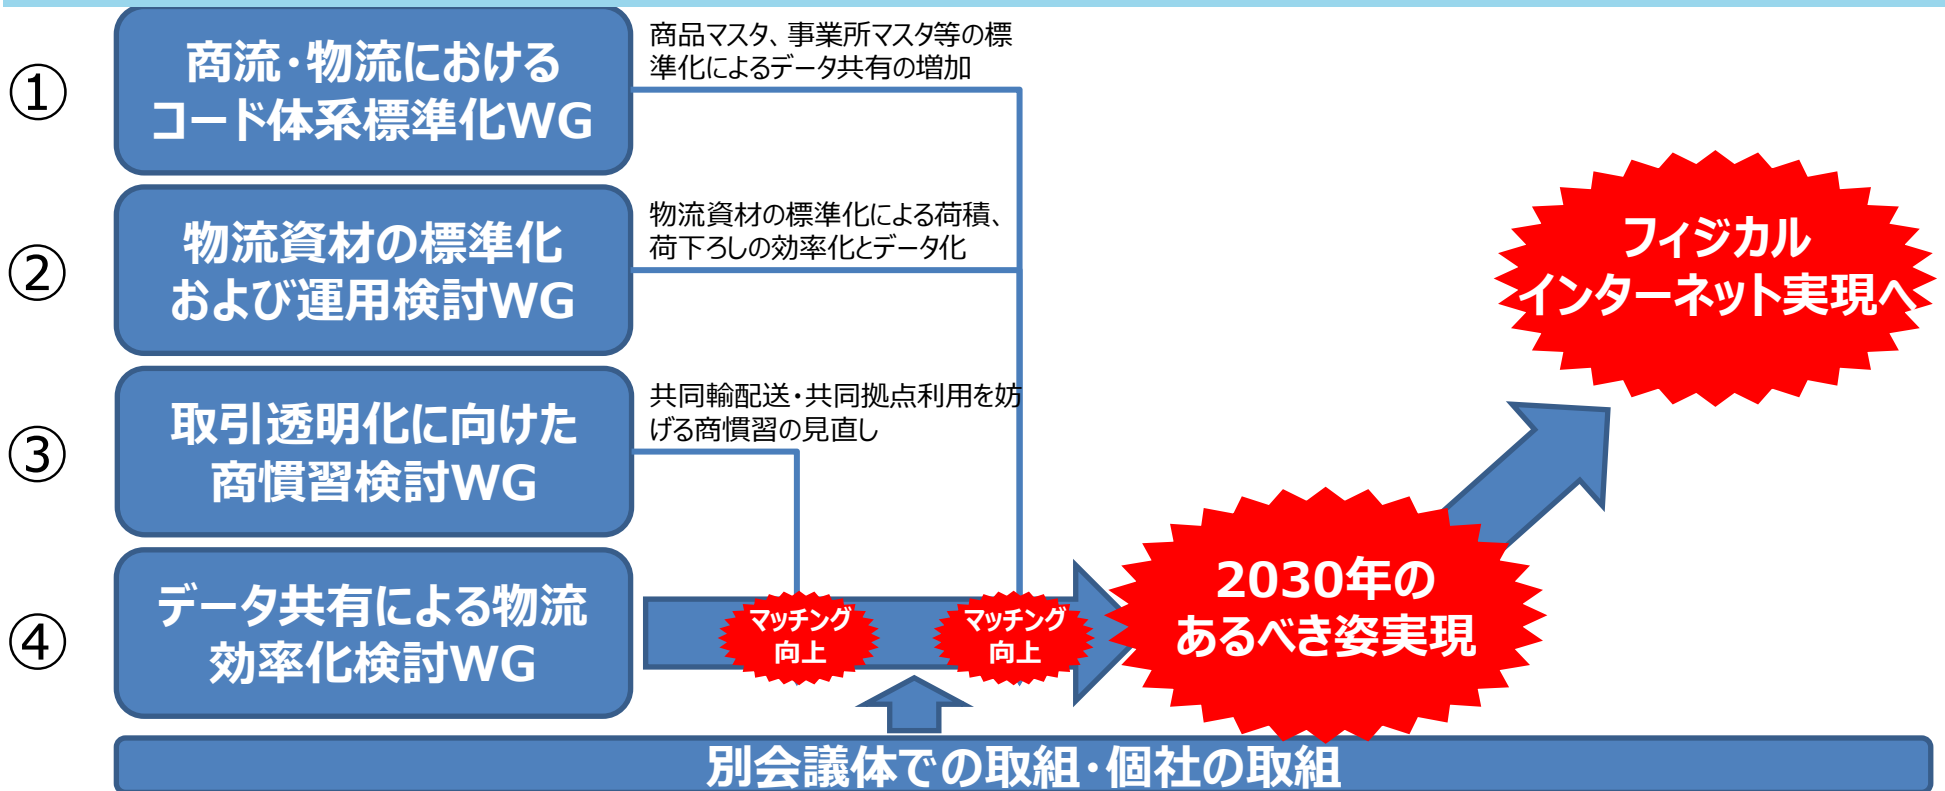 ①
商流・物流における
コード体系標準化WG
商品マスタ、事業所マスタ等の標
準化によるデータ共有の増加
②
物流資材の標準化
および運用検討WG
物流資材の標準化による荷積、
荷下ろしの効率化とデータ化
③
取引透明化に向けた
商慣習検討WG
共同輸配送・共同拠点利用を妨
げる商慣習の見直し
④
データ共有による物流
効率化検討WG
マッチング
向上
マッチング
向上
2030年の
あるべき姿実現
フィジカル
インターネット実現へ
別会議体での取組・個社の取組